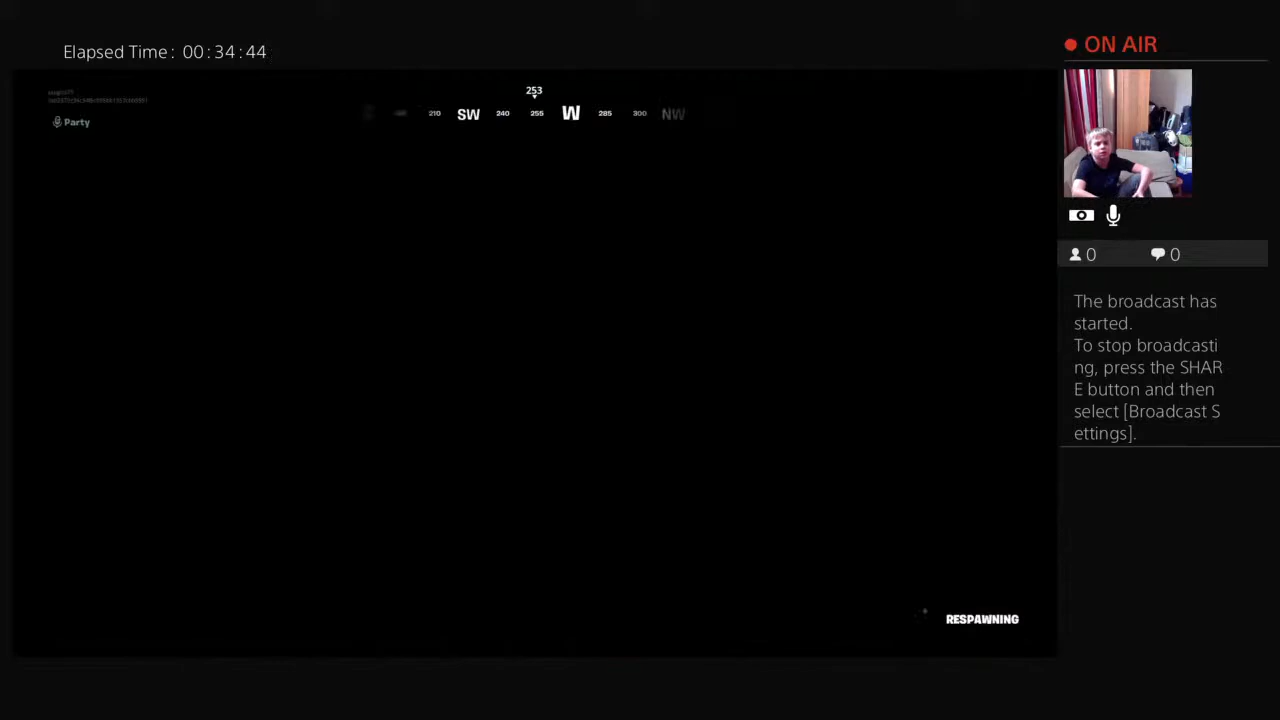 Elapsed Time: 00:34:44
ON AIR
253
210 SW 240 255 W 285 300 NW
Party
0 0
The broadcast has
started.
To stop broadcasti
ng, press the SHAR
E button and then
select [Broadcast S
ettings].
RESPAWNING